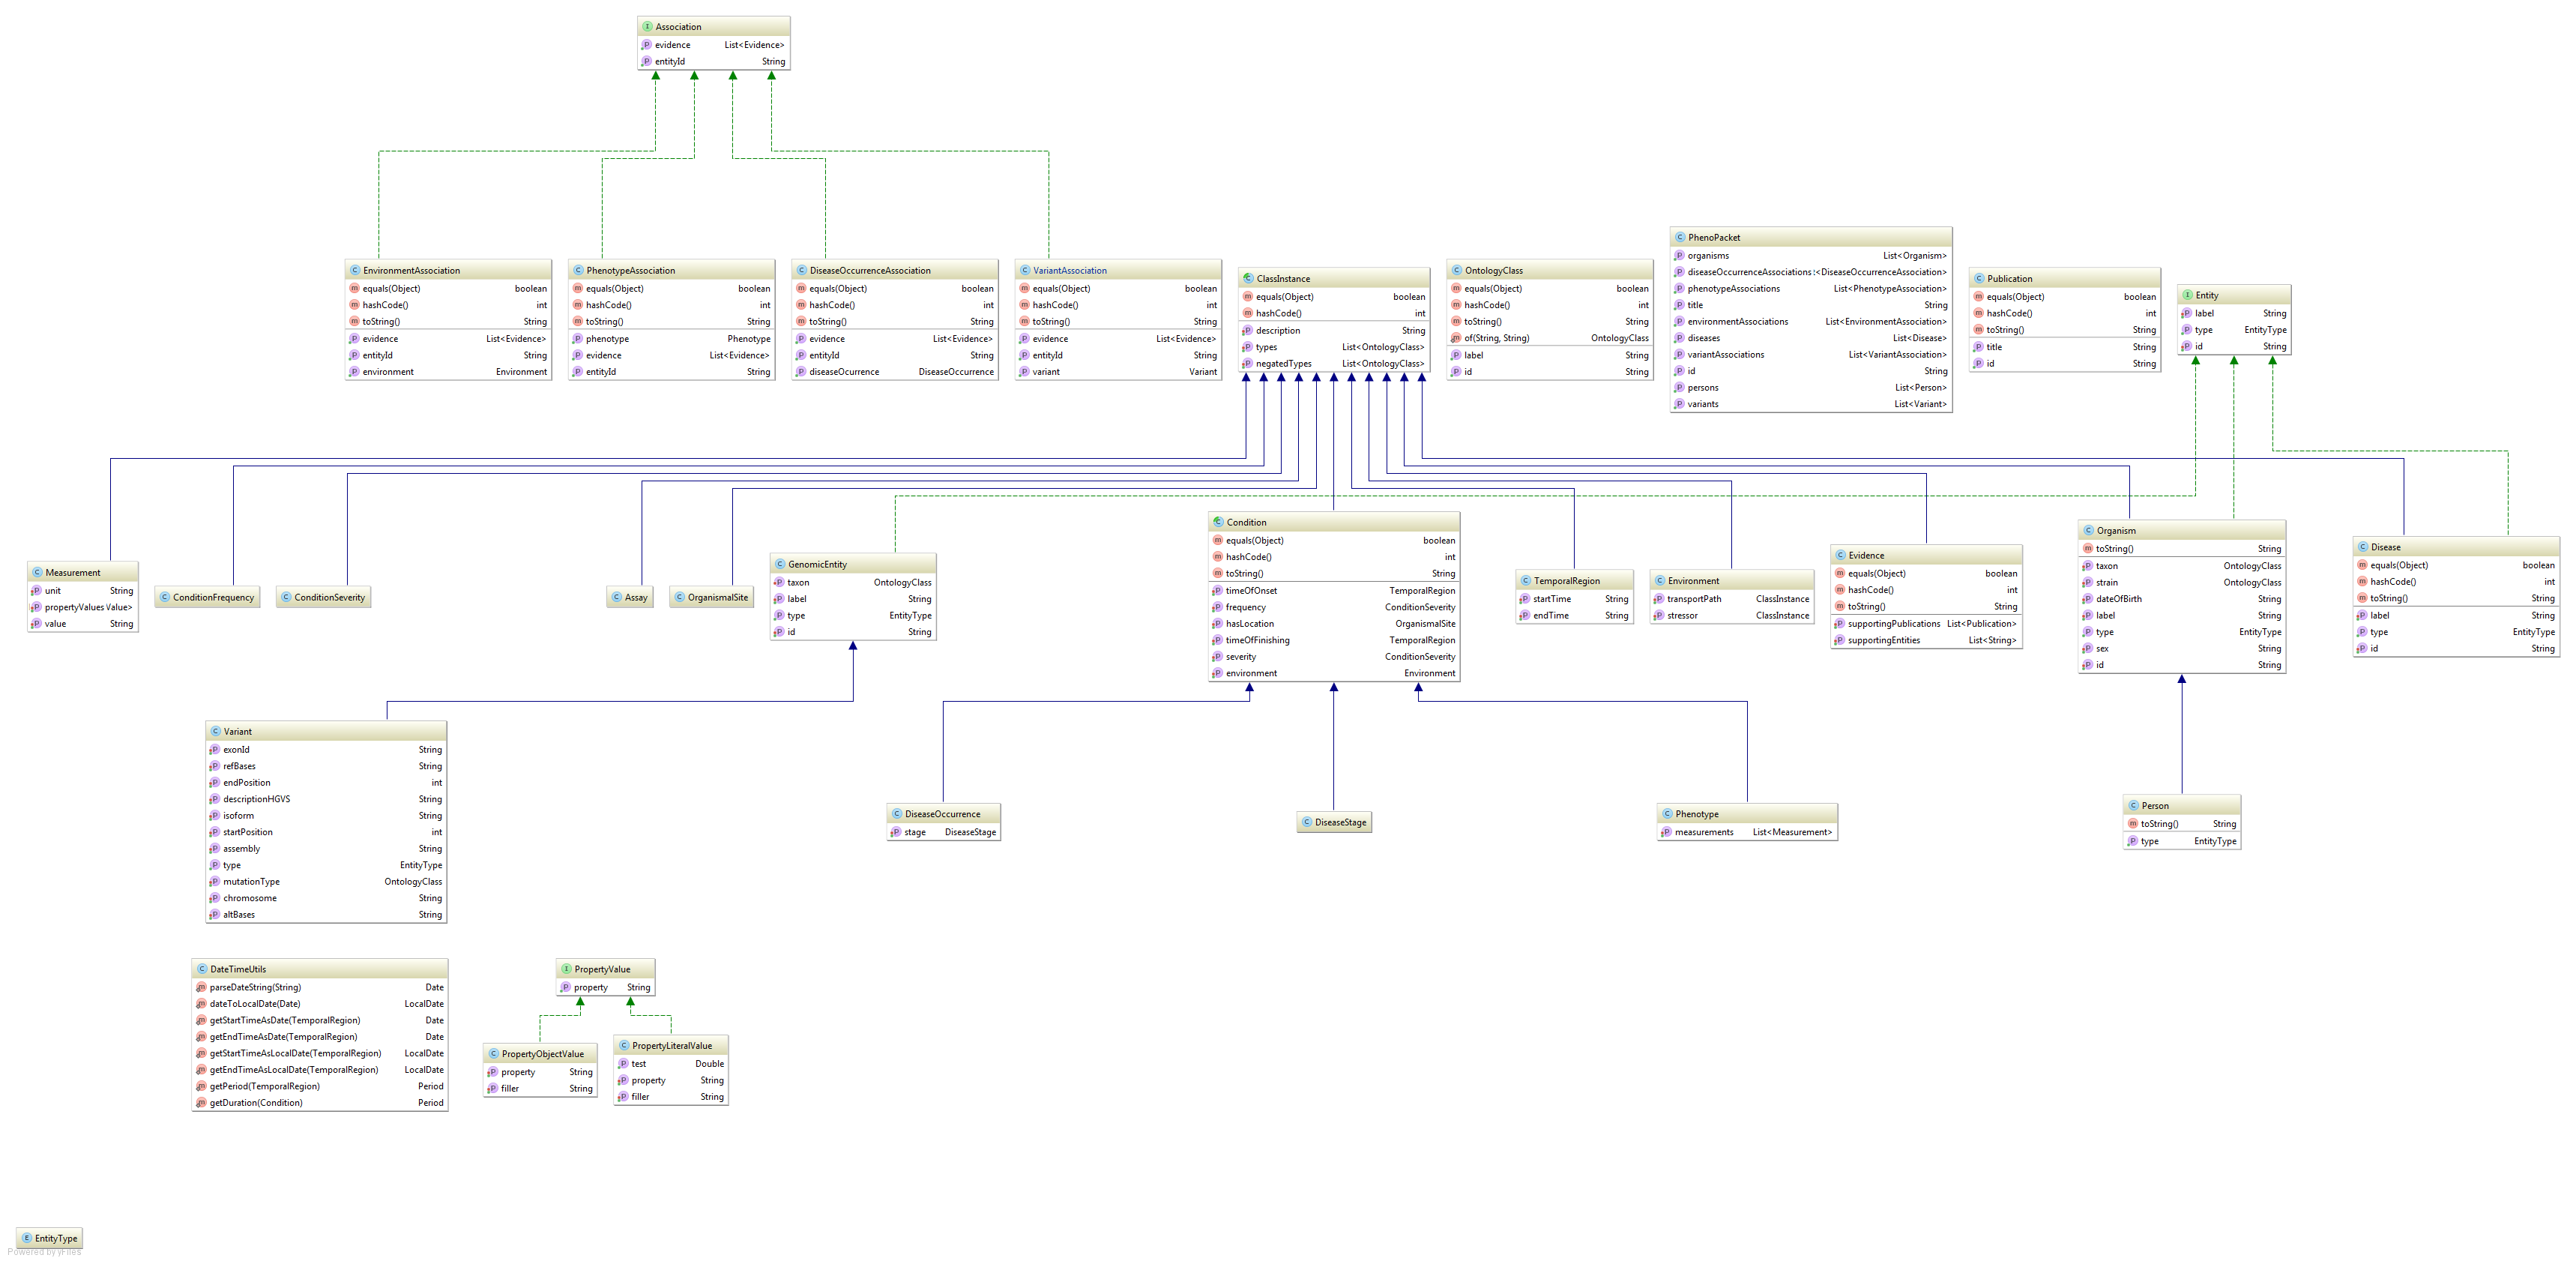 Association
evidence List<Evidence>
entityId String
EnvironmentAssociation
equals(Object) boolean
hashCode() int
toString() String
evidence List<Evidence>
entityId String
environment Environment
PhenotypeAssociation
equals(Object) boolean
hashCode() int
toString() String
phenotype Phenotype
evidence List<Evidence>
entityId String
DiseaseOccurrenceAssociation
equals(Object) boolean
hashCode() int
toString() String
evidence List<Evidence>
entityId String
diseaseOcurrence DiseaseOccurrence
VariantAssociation
equals(Object) boolean
hashCode() int
toString() String
evidence List<Evidence>
entityId String
variant Variant
ClassInstance
equals(Object) boolean
hashCode() int
description String
types List<OntologyClass>
negatedTypes List<OntologyClass>
OntologyClass
equals(Object) boolean
hashCode() int
toString() String
of(String, String) OntologyClass
label String
id String
PhenoPacket
organisms List<Organism>
diseaseOccurrenceAssociations :<DiseaseOccurrenceAssociation>
phenotypeAssociations List<PhenotypeAssociation>
title String
environmentAssociations List<EnvironmentAssociation>
diseases List<Disease>
variantAssociations List<VariantAssociation>
id String
persons List<Person>
variants List<Variant>
Publication
equals(Object) boolean
hashCode() int
toString() String
title String
id String
Entity
label String
type EntityType
id String
Measurement
unit String
propertyValues Value>
value String
ConditionFrequency
ConditionSeverity
Assay
OrganismalSite
GenomicEntity
taxon OntologyClass
label String
type EntityType
id String
Condition
equals(Object) boolean
hashCode() int
toString() String
timeOfOnset TemporalRegion
frequency ConditionSeverity
hasLocation OrganismalSite
timeOfFinishing TemporalRegion
severity ConditionSeverity
environment Environment
TemporalRegion
startTime String
endTime String
Environment
transportPath ClassInstance
stressor ClassInstance
Evidence
equals(Object) boolean
hashCode() int
toString() String
supportingPublications List<Publication>
supportingEntities List<String>
Organism
toString() String
taxon OntologyClass
strain OntologyClass
dateOfBirth String
label String
type EntityType
sex String
id String
Disease
equals(Object) boolean
hashCode() int
toString() String
label String
type EntityType
id String
Variant
exonId String
refBases String
endPosition int
descriptionHGVS String
isoform String
startPosition int
assembly String
type EntityType
mutationType OntologyClass
chromosome String
altBases String
DiseaseOccurrence
stage DiseaseStage
DiseaseStage
Phenotype
measurements List<Measurement>
Person
toString() String
type EntityType
DateTimeUtils
parseDateString(String) Date
dateToLocalDate(Date) LocalDate
getStartTimeAsDate(TemporalRegion) Date
getEndTimeAsDate(TemporalRegion) Date
getStartTimeAsLocalDate(TemporalRegion) LocalDate
getEndTimeAsLocalDate(TemporalRegion) LocalDate
getPeriod(TemporalRegion) Period
getDuration(Condition) Period
PropertyValue
property String
PropertyObjectValue
property String
filler String
PropertyLiteralValue
test Double
property String
filler String
EntityType
Powered by yFiles